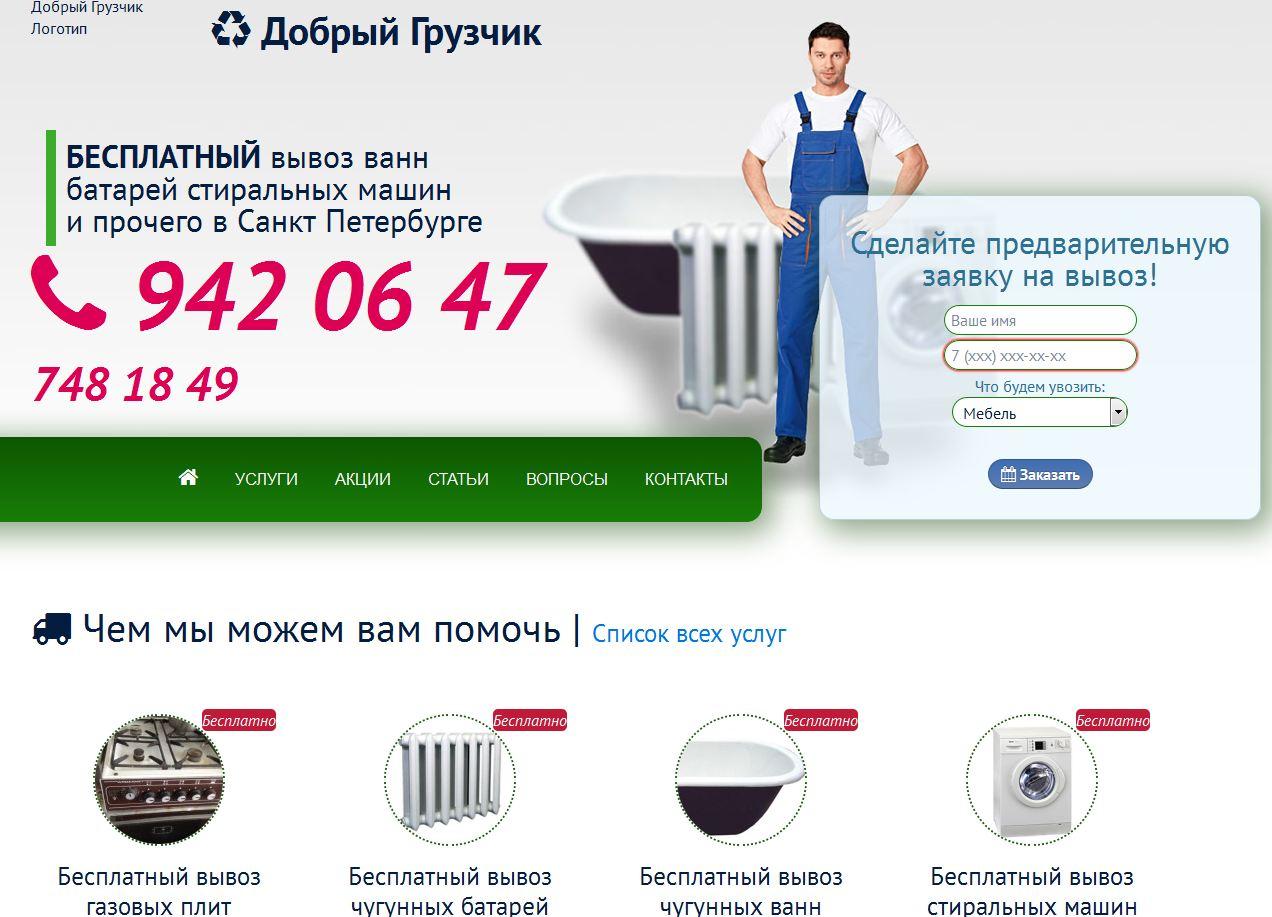 Добрый Грузчик
Логотип
Добрый Грузчик
БЕСПЛАТНЫЙ вывоз ванн
батарей стиральных машин
и прочего в Санкт Петербурге
942 06 47
748 18 49
Сделайте предварительную
заявку на вывоз!
Ваше имя
7 (xxx) xxx-xx-xx
Что будем увозить:
Мебель
Заказать
УСЛУГИ АКЦИИ СТАТЬИ ВОПРОСЫ КОНТАКТЫ
Чем мы можем вам помочь | Список всех услуг
Бесплатно
Бесплатный вывоз
газовых плит
Бесплатно
Бесплатный вывоз
чугунных батарей
Бесплатно
Бесплатный вывоз
чугунных ванн
Бесплатно
Бесплатный вывоз
стиральных машин